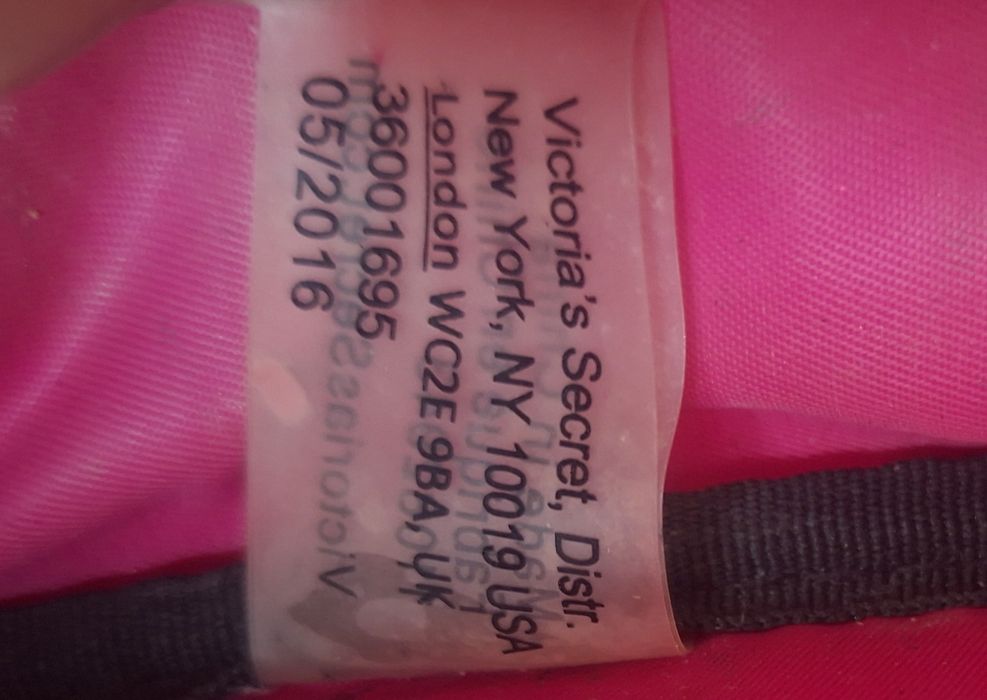 Victoria's Secret, Distr.
New York, NY 10019 USA
London WC2E 9BA, UK
36001695
05/2016